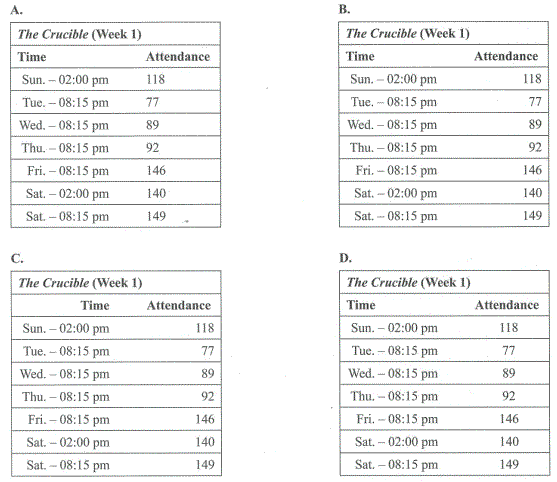 A.
The Crucible (Week 1)
Time Attendance
Sun. – 02:00 pm 118
Tue. – 08:15 pm 77
Wed. – 08:15 pm 89
Thu. – 08:15 pm 92
Fri. – 08:15 pm 146
Sat. – 02:00 pm 140
Sat. – 08:15 pm 149
B.
The Crucible (Week 1)
Time Attendance
Sun. – 02:00 pm 118
Tue. – 08:15 pm 77
Wed. – 08:15 pm 89
Thu. – 08:15 pm 92
Fri. – 08:15 pm 146
Sat. – 02:00 pm 140
Sat. – 08:15 pm 149
C.
The Crucible (Week 1)
Time Attendance
Sun. – 02:00 pm 118
Tue. – 08:15 pm 77
Wed. – 08:15 pm 89
Thu. – 08:15 pm 92
Fri. – 08:15 pm 146
Sat. – 02:00 pm 140
Sat. – 08:15 pm 149
D.
The Crucible (Week 1)
Time Attendance
Sun. – 02:00 pm 118
Tue. – 08:15 pm 77
Wed. – 08:15 pm 89
Thu. – 08:15 pm 92
Fri. – 08:15 pm 146
Sat. – 02:00 pm 140
Sat. – 08:15 pm 149